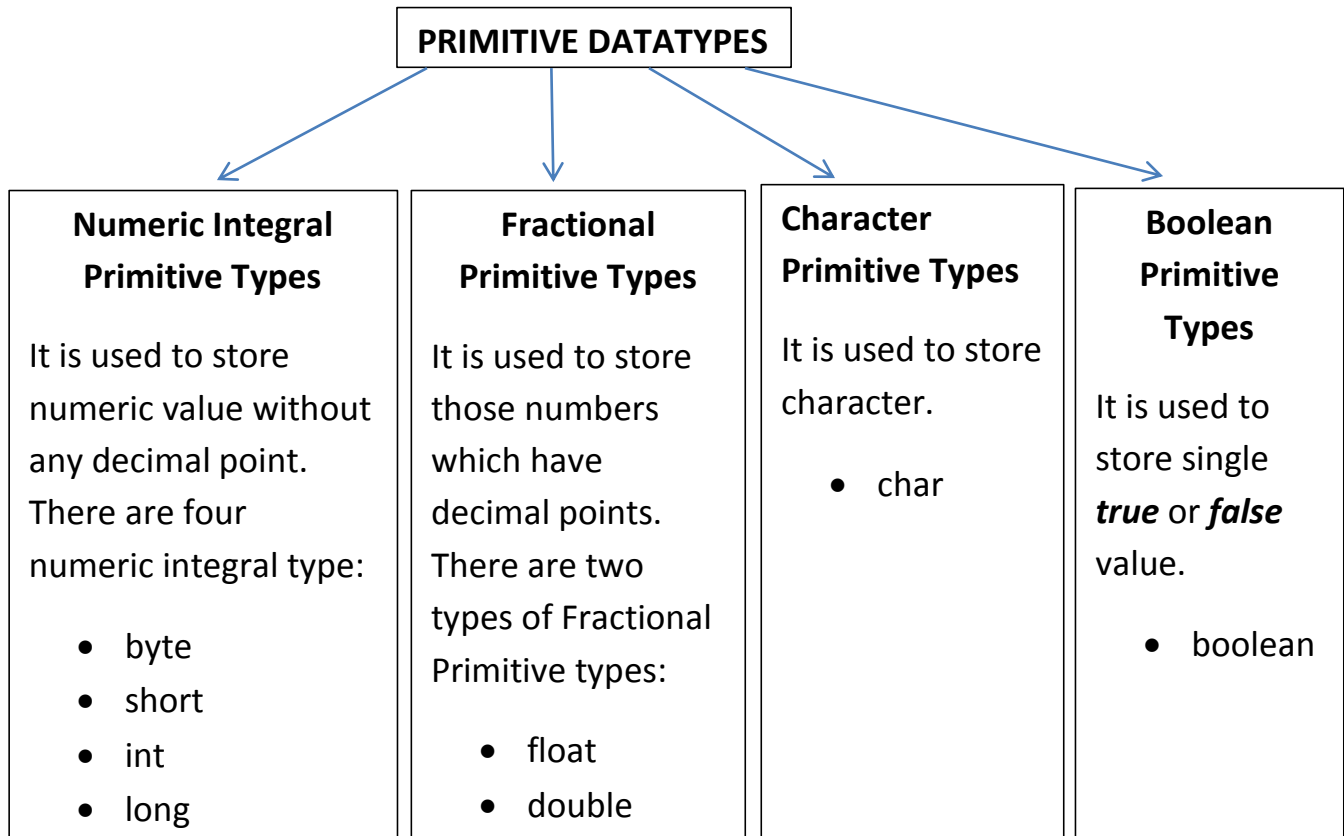 PRIMITIVE DATATYPES
Numeric Integral
Primitive Types
It is used to store
numeric value without
any decimal point.
There are four
numeric integral type:
• byte
• short
• int
• long
Fractional
Primitive Types
It is used to store
those numbers
which have
decimal points.
There are two
types of Fractional
Primitive types:
• float
• double
Character
Primitive Types
It is used to store
character.
• char
Boolean
Primitive
Types
It is used to
store single
true or false
value.
• boolean